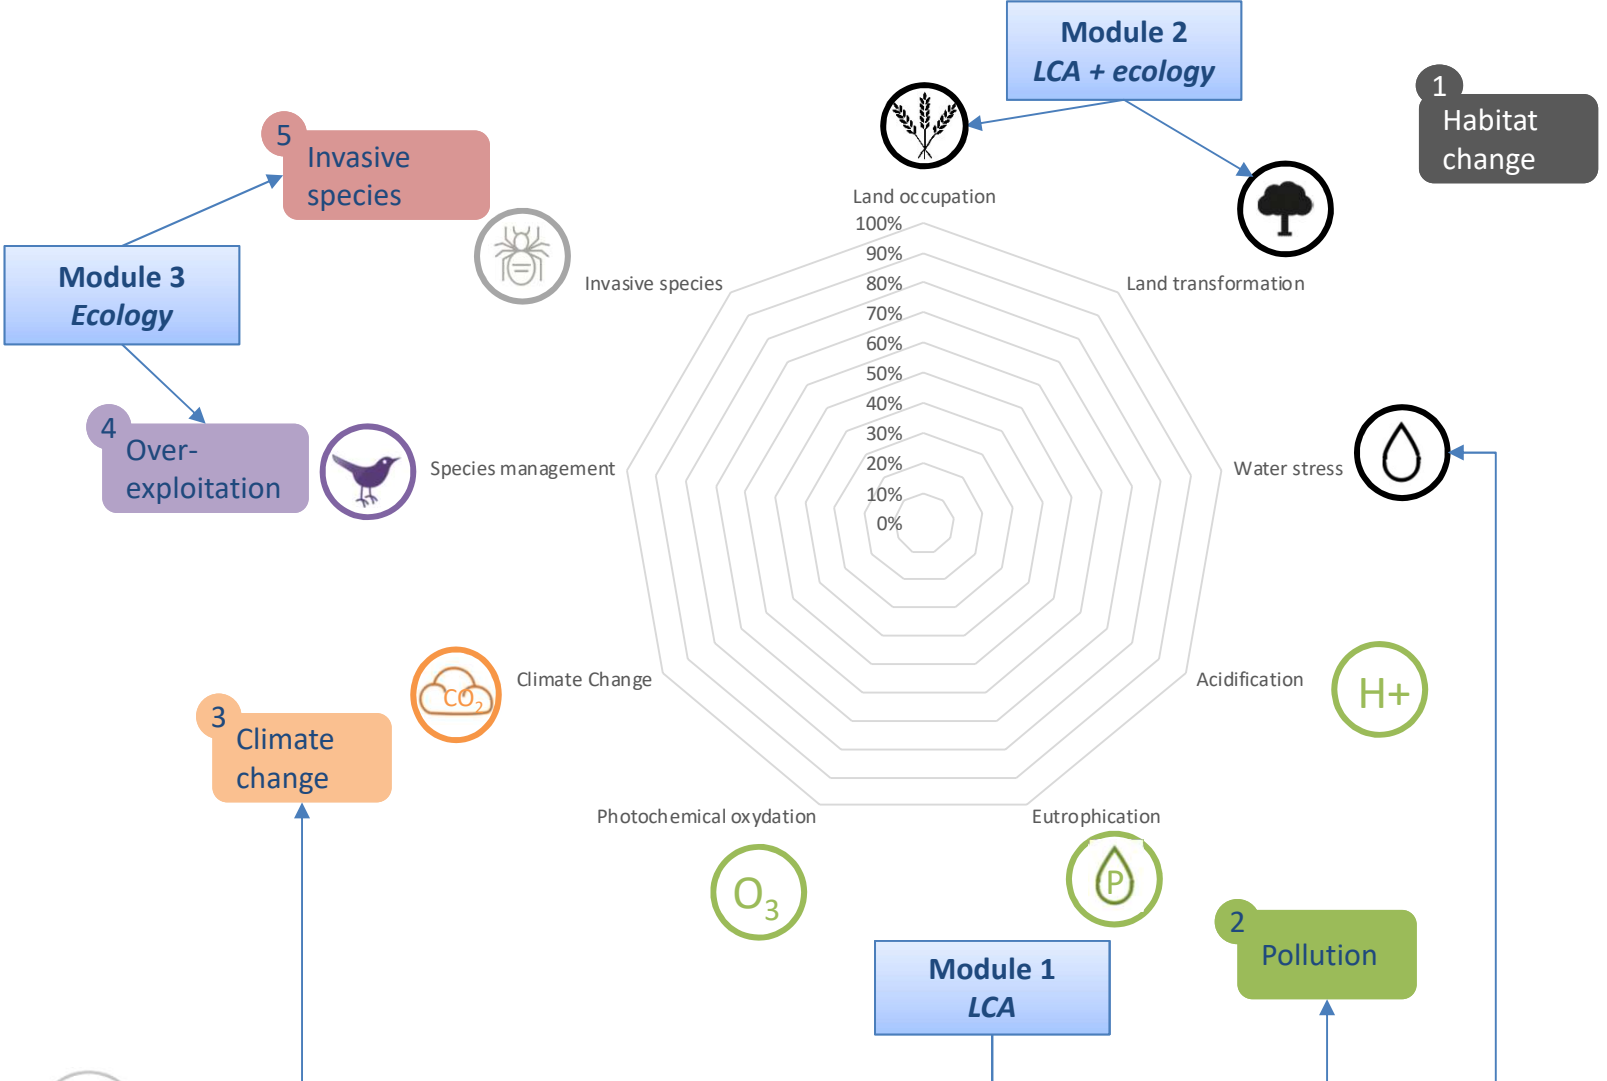 Module 2
LCA + ecology
1
Habitat
change
5
Invasive
species
Land occupation
Module 3
Ecology
Invasive species
Land transformation
100%
90%
80%
70%
60%
50%
40%
30%
20%
10%
0%
4
Over-
exploitation
Species management
Water stress
Climate Change
CO2
Acidification
H+
3
Climate
change
Photochemical oxydation
O3
Eutrophication
P
2
Pollution
Module 1
LCA